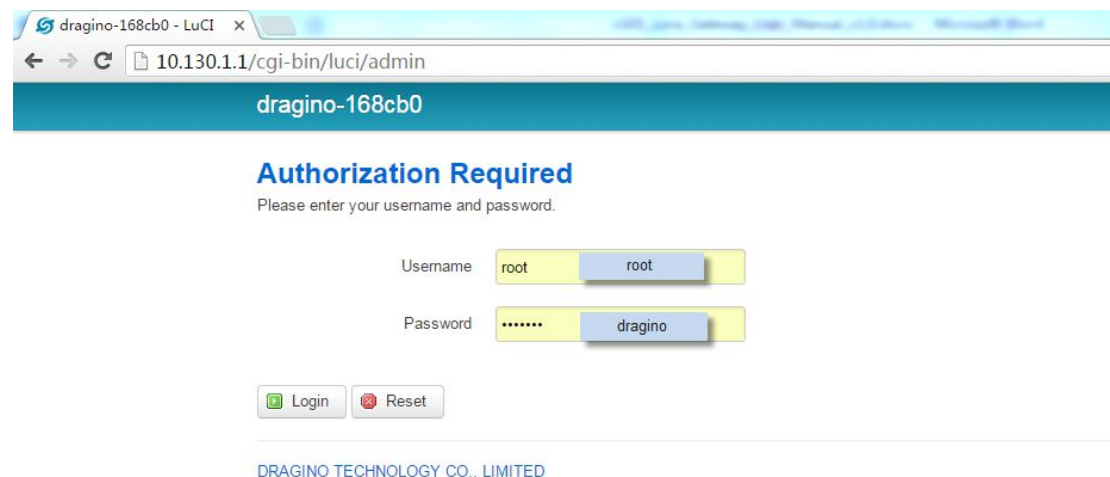 dragino-168cb0 - LuCI
10.130.1.1/cgi-bin/luci/admin
dragino-168cb0
Authorization Required
Please enter your username and password.
Username root root
Password ••••••• dragino
Login Reset
DRAGINO TECHNOLOGY CO., LIMITED